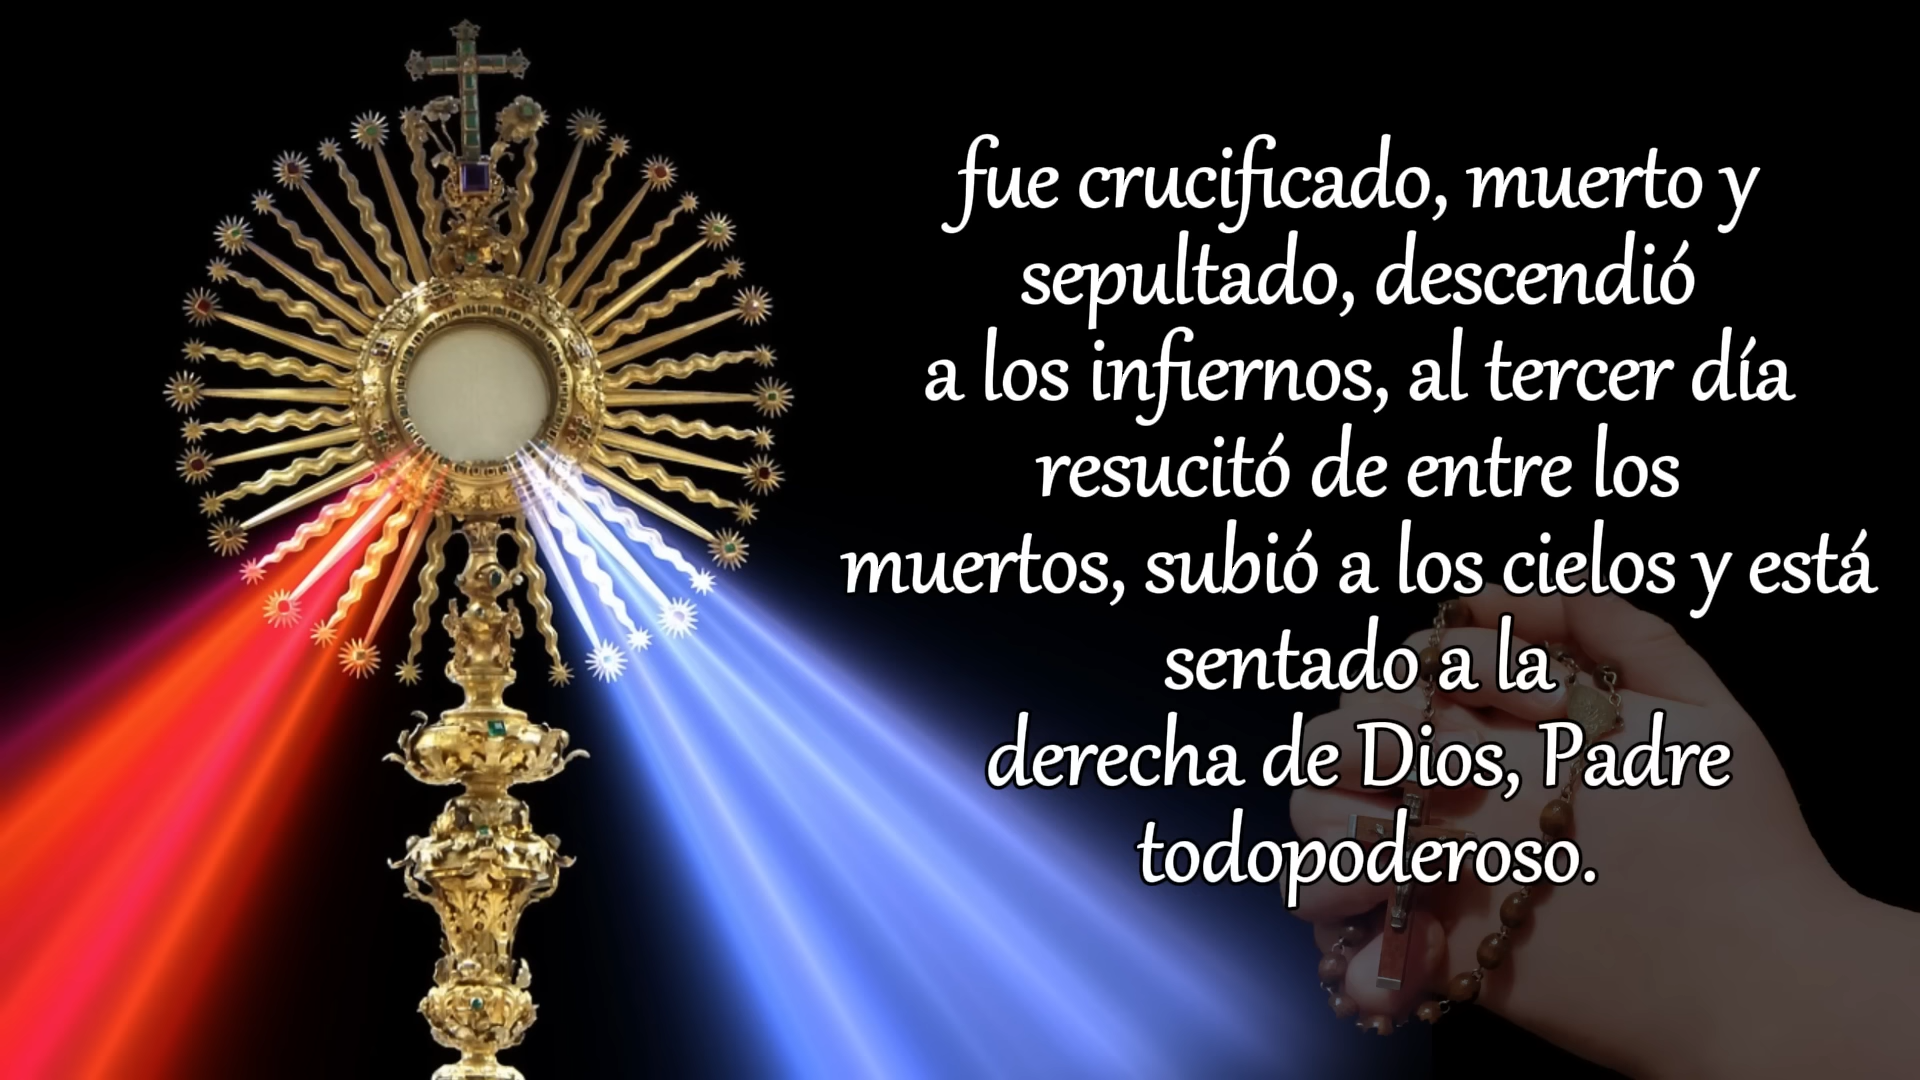 fue crucificado, muerto y
sepultado, descendió
a los infiernos, al tercer día
resucitó de entre los
muertos, subió a los cielos y está
sentado a la
derecha de Dios, Padre
todopoderoso.